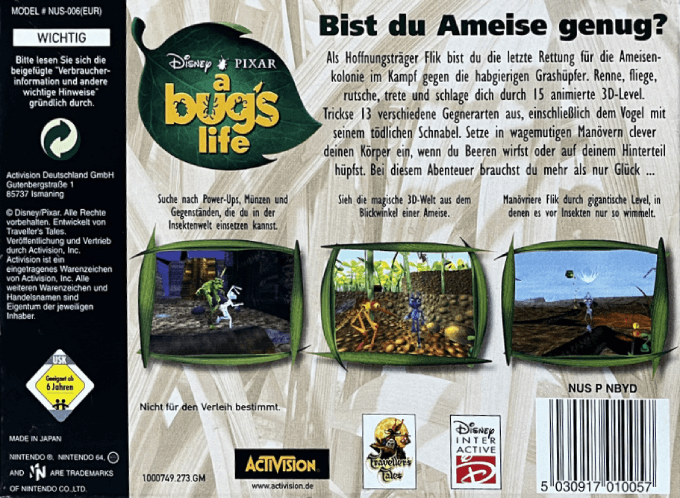 MODEL # NUS-006(EUR)
WICHTIG
Bitte lesen Sie sich die
beigefügte "Verbraucher-
information und andere
wichtige Hinweise"
gründlich durch.
Activision Deutschland GmbH
Gutenbergstraße 1
85737 Ismaning
© Disney/Pixar. Alle Rechte
vorbehalten. Entwickelt von
Traveller's Tales.
Veröffentlichung und Vertrieb
durch Activision, Inc.
Activision ist ein
eingetragenes Warenzeichen
von Activision, Inc. Alle
weiteren Warenzeichen und
Handelsnamen sind
Eigentum der jeweiligen
Inhaber.
USK
Geeignet ab
6 Jahren
MADE IN JAPAN
NINTENDO ®, NINTENDO 64,
AND N ARE TRADEMARKS
OF NINTENDO CO.,LTD.
DISNEY PIXAR
a
bug's
life
Bist du Ameise genug?
Als Hoffnungsträger Flik bist du die letzte Rettung für die Ameisen-
kolonie im Kampf gegen die habgierigen Grashüpfer. Renne, fliege,
rutsche, trete und schlage dich durch 15 animierte 3D-Level.
Trickse 13 verschiedene Gegnerarten aus, einschließlich dem Vogel mit
seinem tödlichen Schnabel. Setze in wagemutigen Manövern clever
deinen Körper ein, wenn du Beeren wirfst oder auf deinem Hinterteil
hüpfst. Bei diesem Abenteuer brauchst du mehr als nur Glück ...
Suche nach Power-Ups, Münzen und
Gegenständen, die du in der
Insektenwelt einsetzen kannst.
Sieh die magische 3D-Welt aus dem
Blickwinkel einer Ameise.
Manövriere Flik durch gigantische Level, in
denen es vor Insekten nur so wimmelt.
Nicht für den Verleih bestimmt.
1000749.273.GM
ACTIVISION.
www.activision.de
Traveller's
Tales
DISNEY
INTER
ACTIVE
D
NUS P NBYD
5 030917 010057